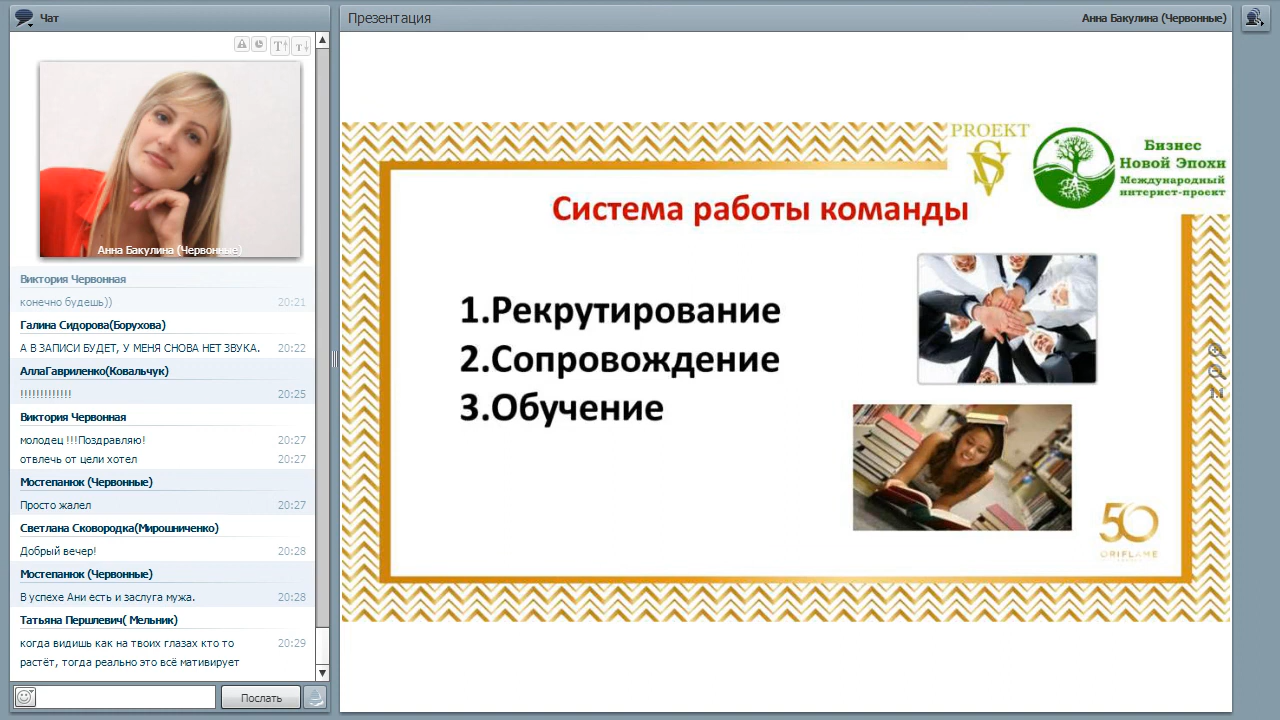 Чат
Анна Бакулина (Червонные)
Виктория Червонная
конечно будешь)) 20:21
Галина Сидорова(Борухова)
А В ЗАПИСИ БУДЕТ, У МЕНЯ СНОВА НЕТ ЗВУКА. 20:22
АллаГавриленко(Ковальчук)
!!!!!!!!!!!!! 20:25
Виктория Червонная
молодец !!!Поздравляю! 20:27
отвлечь от цели хотел 20:27
Мостепанюк (Червонные)
Просто жалел 20:27
Светлана Сковородка(Мирошниченко)
Добрый вечер! 20:28
Мостепанюк (Червонные)
В успехе Ани есть и заслуга мужа. 20:28
Татьяна Першлевич( Мельник)
когда видишь как на твоих глазах кто то 20:29
растёт, тогда реально это всё мативирует
Послать
Презентация
Анна Бакулина (Червонные)
PROEKT
Бизнес
Новой Эпохи
Международный
интернет-проект
Система работы команды
1.Рекрутирование
2.Сопровождение
3.Обучение
50
ORIFLAME